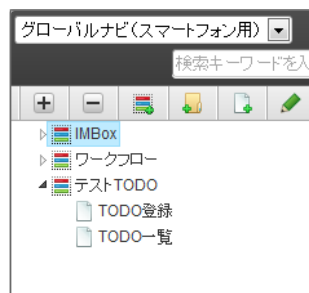 グローバルナビ(スマートフォン用)
検索キーワードを入
IMBox
ワークフロー
テストTODO
TODO登録
TODO一覧